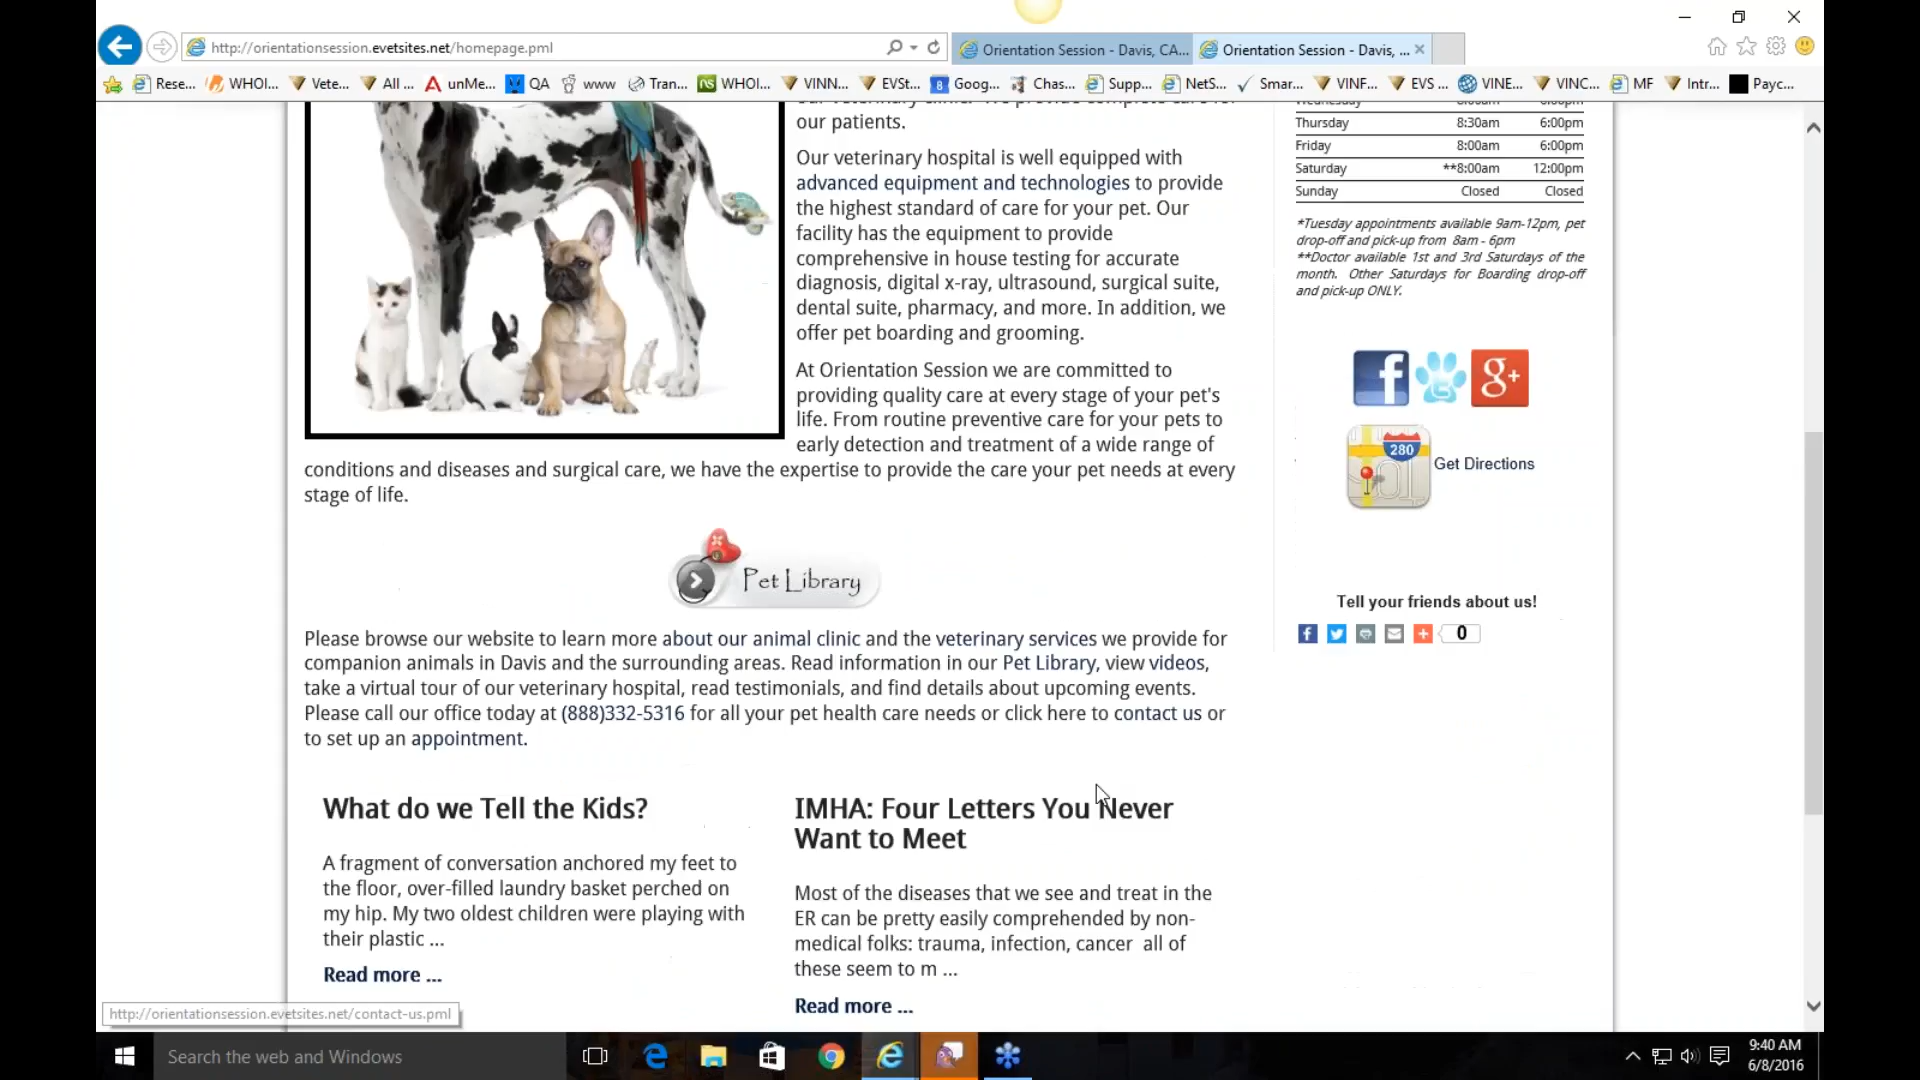 http://orientationsession.evetsites.net/homepage.pml
Orientation Session - Davis, CA...
Orientation Session - Davis, ...
Rese...
WHOI...
Vete...
All ...
unMe...
QA
www
Tran...
WHOI...
VINN...
EVSt...
Goog...
Chas...
Supp...
NetS...
Smar...
VINF...
EVS ...
VINE...
VINC...
MF
Intr...
Payc...
our veterinary clinic. We provide complete care for
our patients.
Our veterinary hospital is well equipped with
advanced equipment and technologies to provide
the highest standard of care for your pet. Our
facility has the equipment to provide
comprehensive in house testing for accurate
diagnosis, digital x-ray, ultrasound, surgical suite,
dental suite, pharmacy, and more. In addition, we
offer pet boarding and grooming.
At Orientation Session we are committed to
providing quality care at every stage of your pet's
life. From routine preventive care for your pets to
early detection and treatment of a wide range of
conditions and diseases and surgical care, we have the expertise to provide the care your pet needs at every
stage of life.
Pet Library
Please browse our website to learn more about our animal clinic and the veterinary services we provide for
companion animals in Davis and the surrounding areas. Read information in our Pet Library, view videos,
take a virtual tour of our veterinary hospital, read testimonials, and find details about upcoming events.
Please call our office today at (888)332-5316 for all your pet health care needs or click here to contact us or
to set up an appointment.
What do we Tell the Kids?
A fragment of conversation anchored my feet to
the floor, over-filled laundry basket perched on
my hip. My two oldest children were playing with
their plastic ...
Read more ...
IMHA: Four Letters You Never
Want to Meet
Most of the diseases that we see and treat in the
ER can be pretty easily comprehended by non-
medical folks: trauma, infection, cancer all of
these seem to m ...
Read more ...
Wednesday 8:00am 6:00pm
Thursday 8:30am 6:00pm
Friday 8:00am 6:00pm
Saturday **8:00am 12:00pm
Sunday Closed Closed
*Tuesday appointments available 9am-12pm, pet
drop-off and pick-up from 8am - 6pm
**Doctor available 1st and 3rd Saturdays of the
month. Other Saturdays for Boarding drop-off
and pick-up ONLY.
f
t
g+
280
Get Directions
Tell your friends about us!
0
http://orientationsession.evetsites.net/contact-us.pml
Search the web and Windows
9:40 AM
6/8/2016